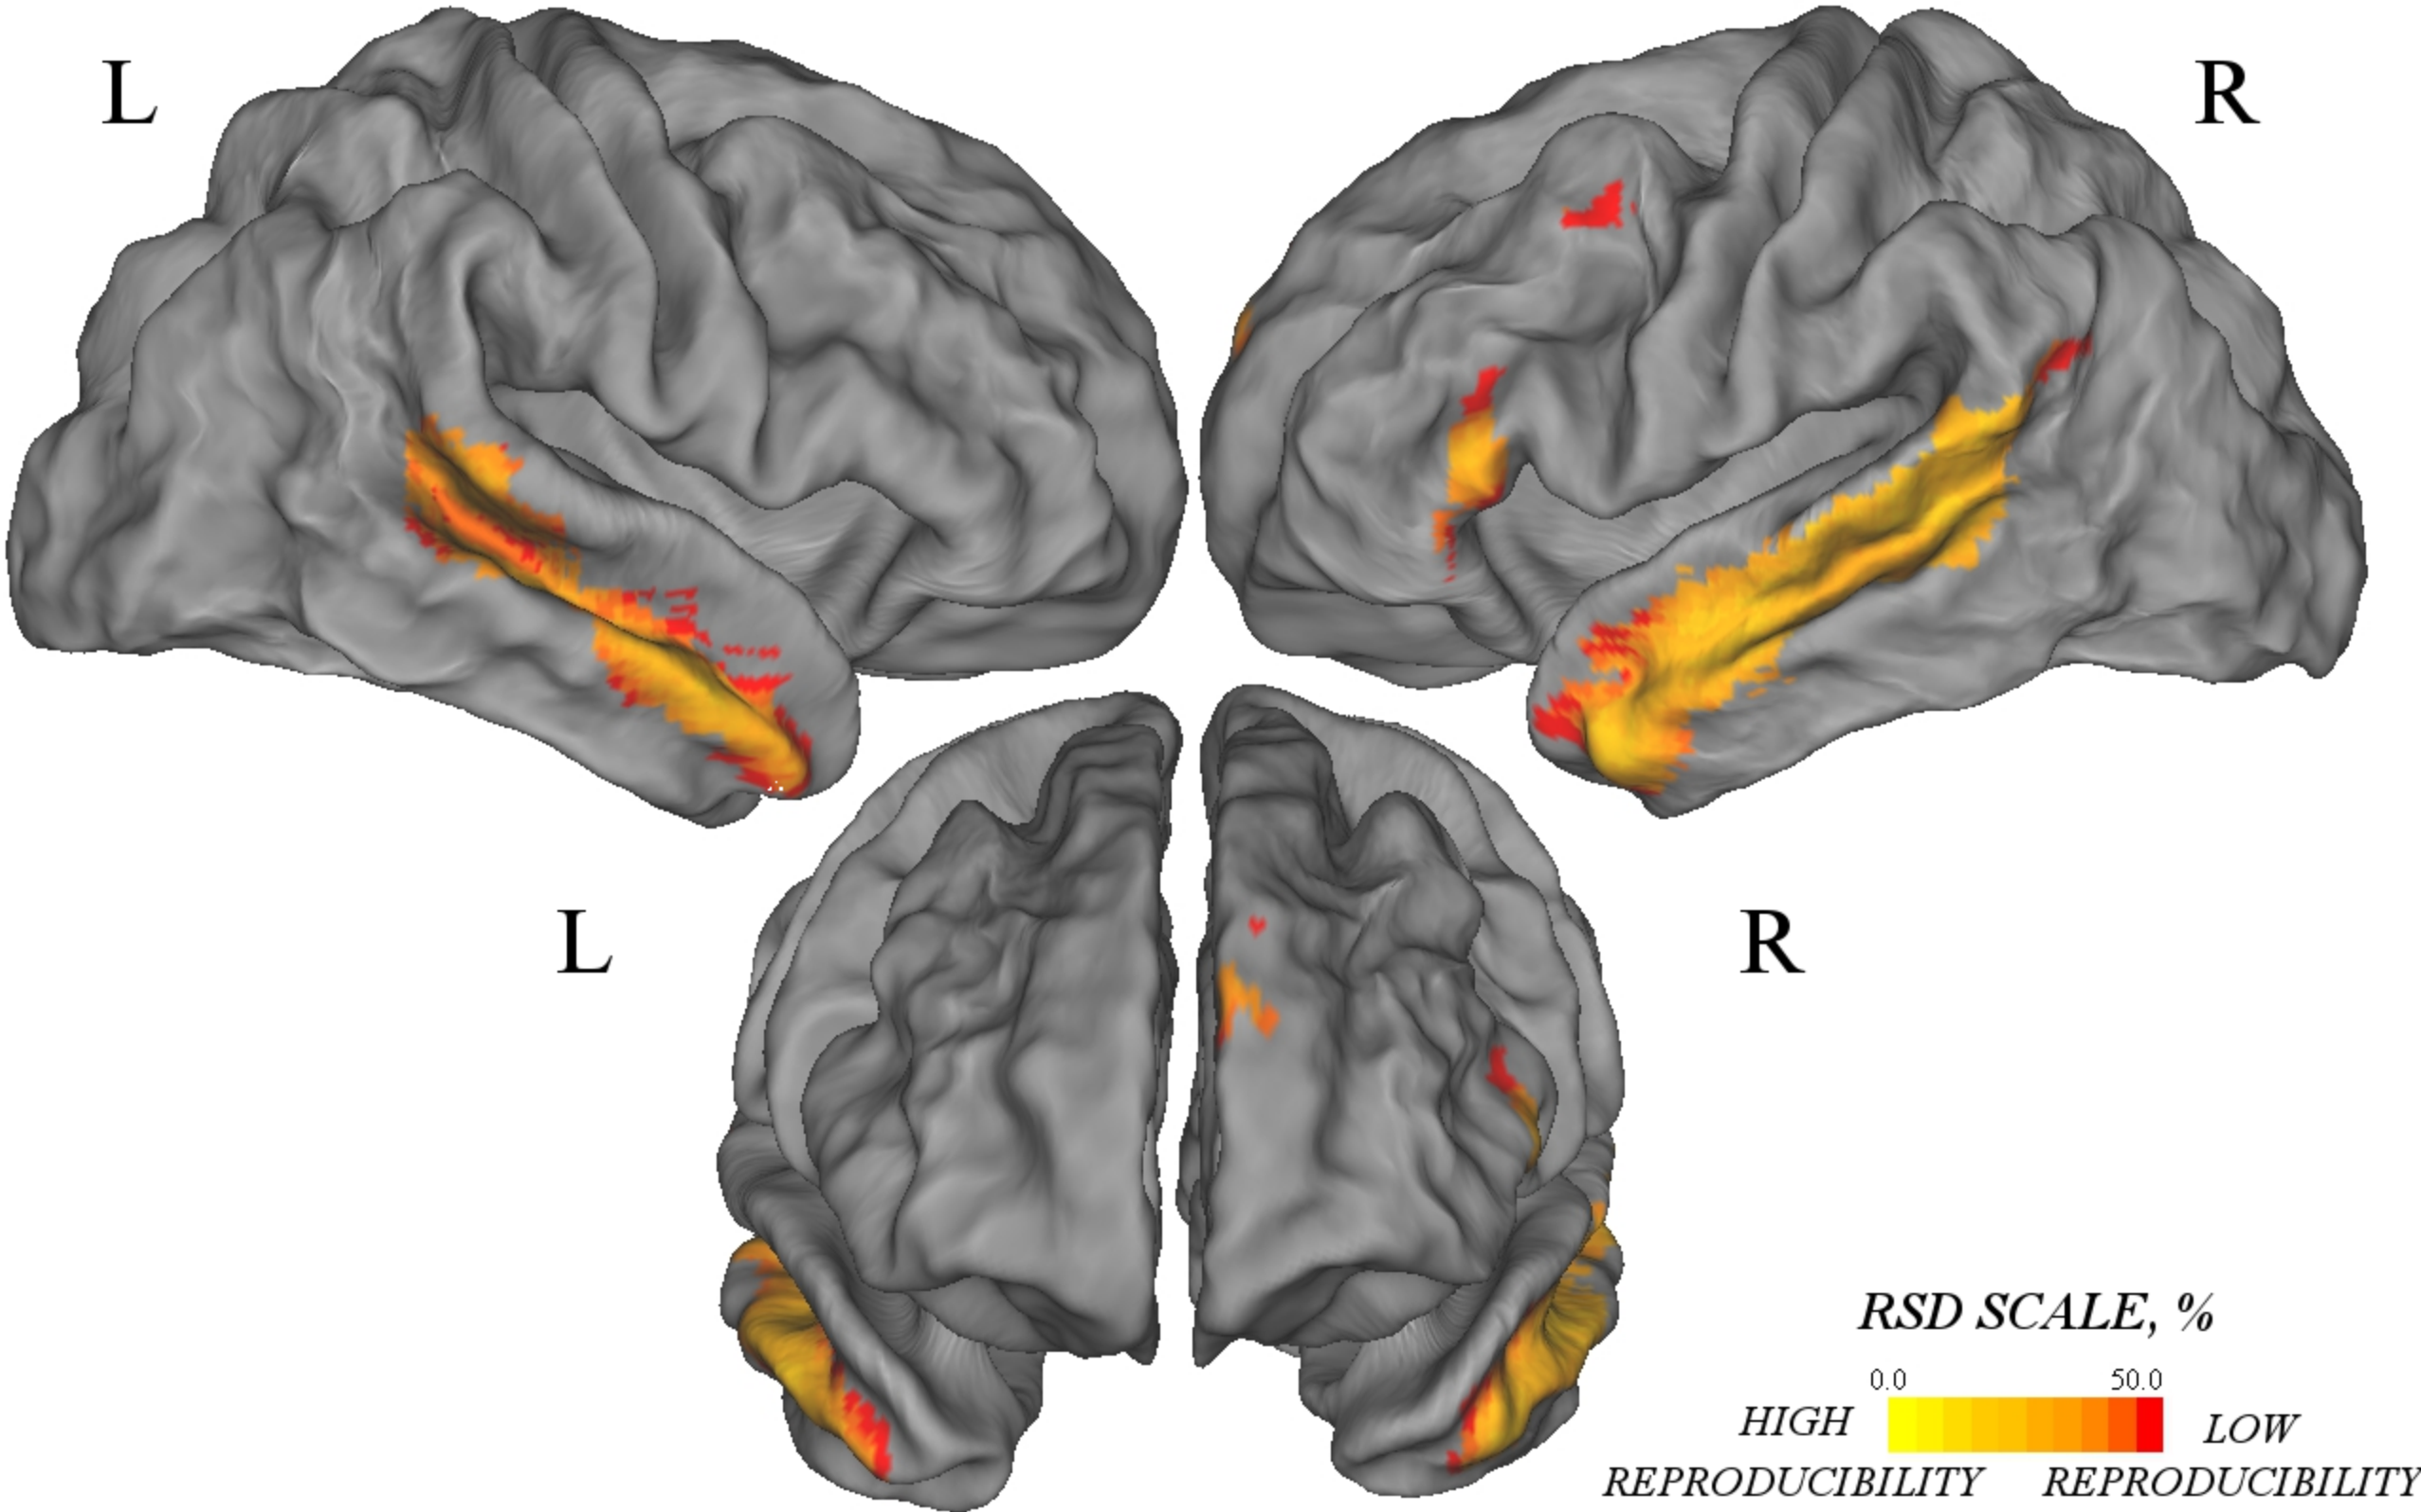 L
R
L
R
RSD SCALE, %
0.0 50.0
HIGH LOW
REPRODUCIBILITY REPRODUCIBILITY